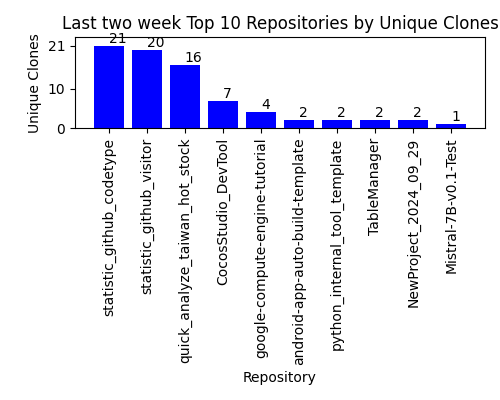 Last two week Top 10 Repositories by Unique Clones
Unique Clones
21
10
0
21
20
16
7
4
2
2
2
2
1
statistic_github_codetype
statistic_github_visitor
quick_analyze_taiwan_hot_stock
CocosStudio_DevTool
google-compute-engine-tutorial
android-app-auto-build-template
python_internal_tool_template
TableManager
NewProject_2024_09_29
Mistral-7B-v0.1-Test
Repository